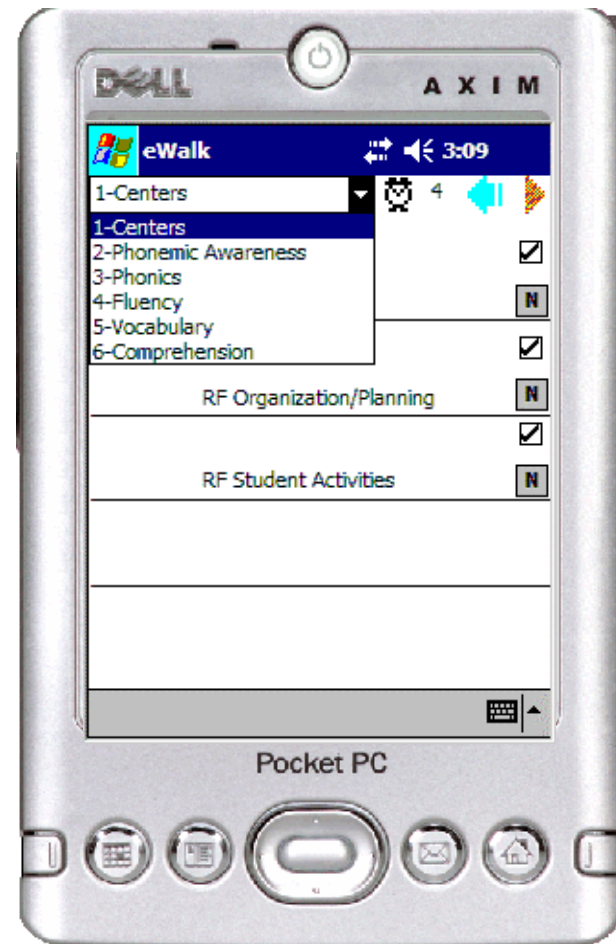 DELL
AXIM
eWalk 3:09
1-Centers 4
1-Centers
2-Phonemic Awareness
3-Phonics
N
4-Fluency
5-Vocabulary
6-Comprehension
RF Organization/Planning N
RF Student Activities N
Pocket PC